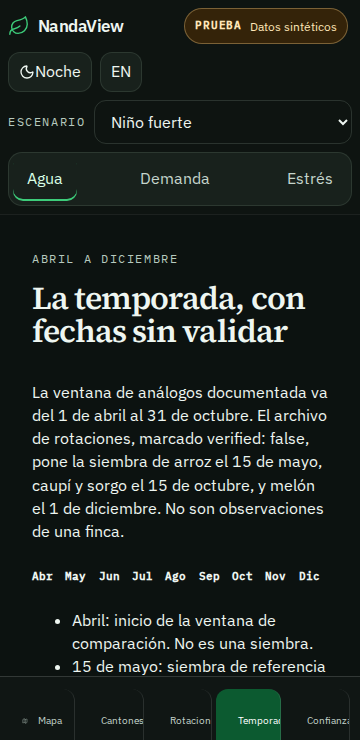 NandaView
PRUEBA Datos sintéticos
Noche
EN
ESCENARIO Niño fuerte
Agua Demanda Estrés
ABRIL A DICIEMBRE
La temporada, con
fechas sin validar
La ventana de análogos documentada va
del 1 de abril al 31 de octubre. El archivo
de rotaciones, marcado verified: false,
pone la siembra de arroz el 15 de mayo,
caupí y sorgo el 15 de octubre, y melón
el 1 de diciembre. No son observaciones
de una finca.
Abr May Jun Jul Ago Sep Oct Nov Dic
Abril: inicio de la ventana de
comparación. No es una siembra.
15 de mayo: siembra de referencia
Mapa Cantones Rotacion Tempora Confianza